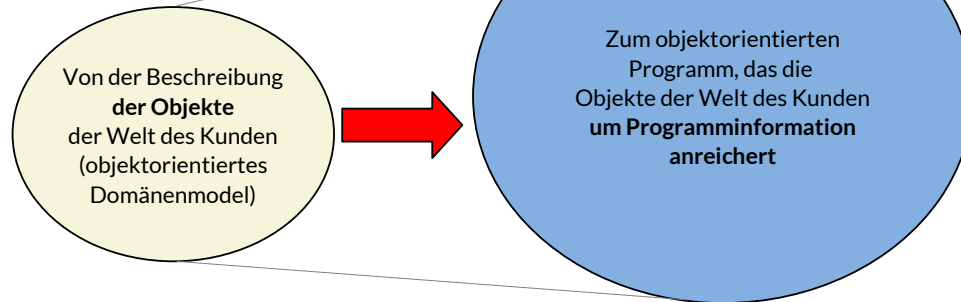 Von der Beschreibung
der Objekte
der Welt des Kunden
(objektorientiertes
Domänenmodel)
Zum objektorientierten
Programm, das die
Objekte der Welt des Kunden
um Programminformation
anreichert